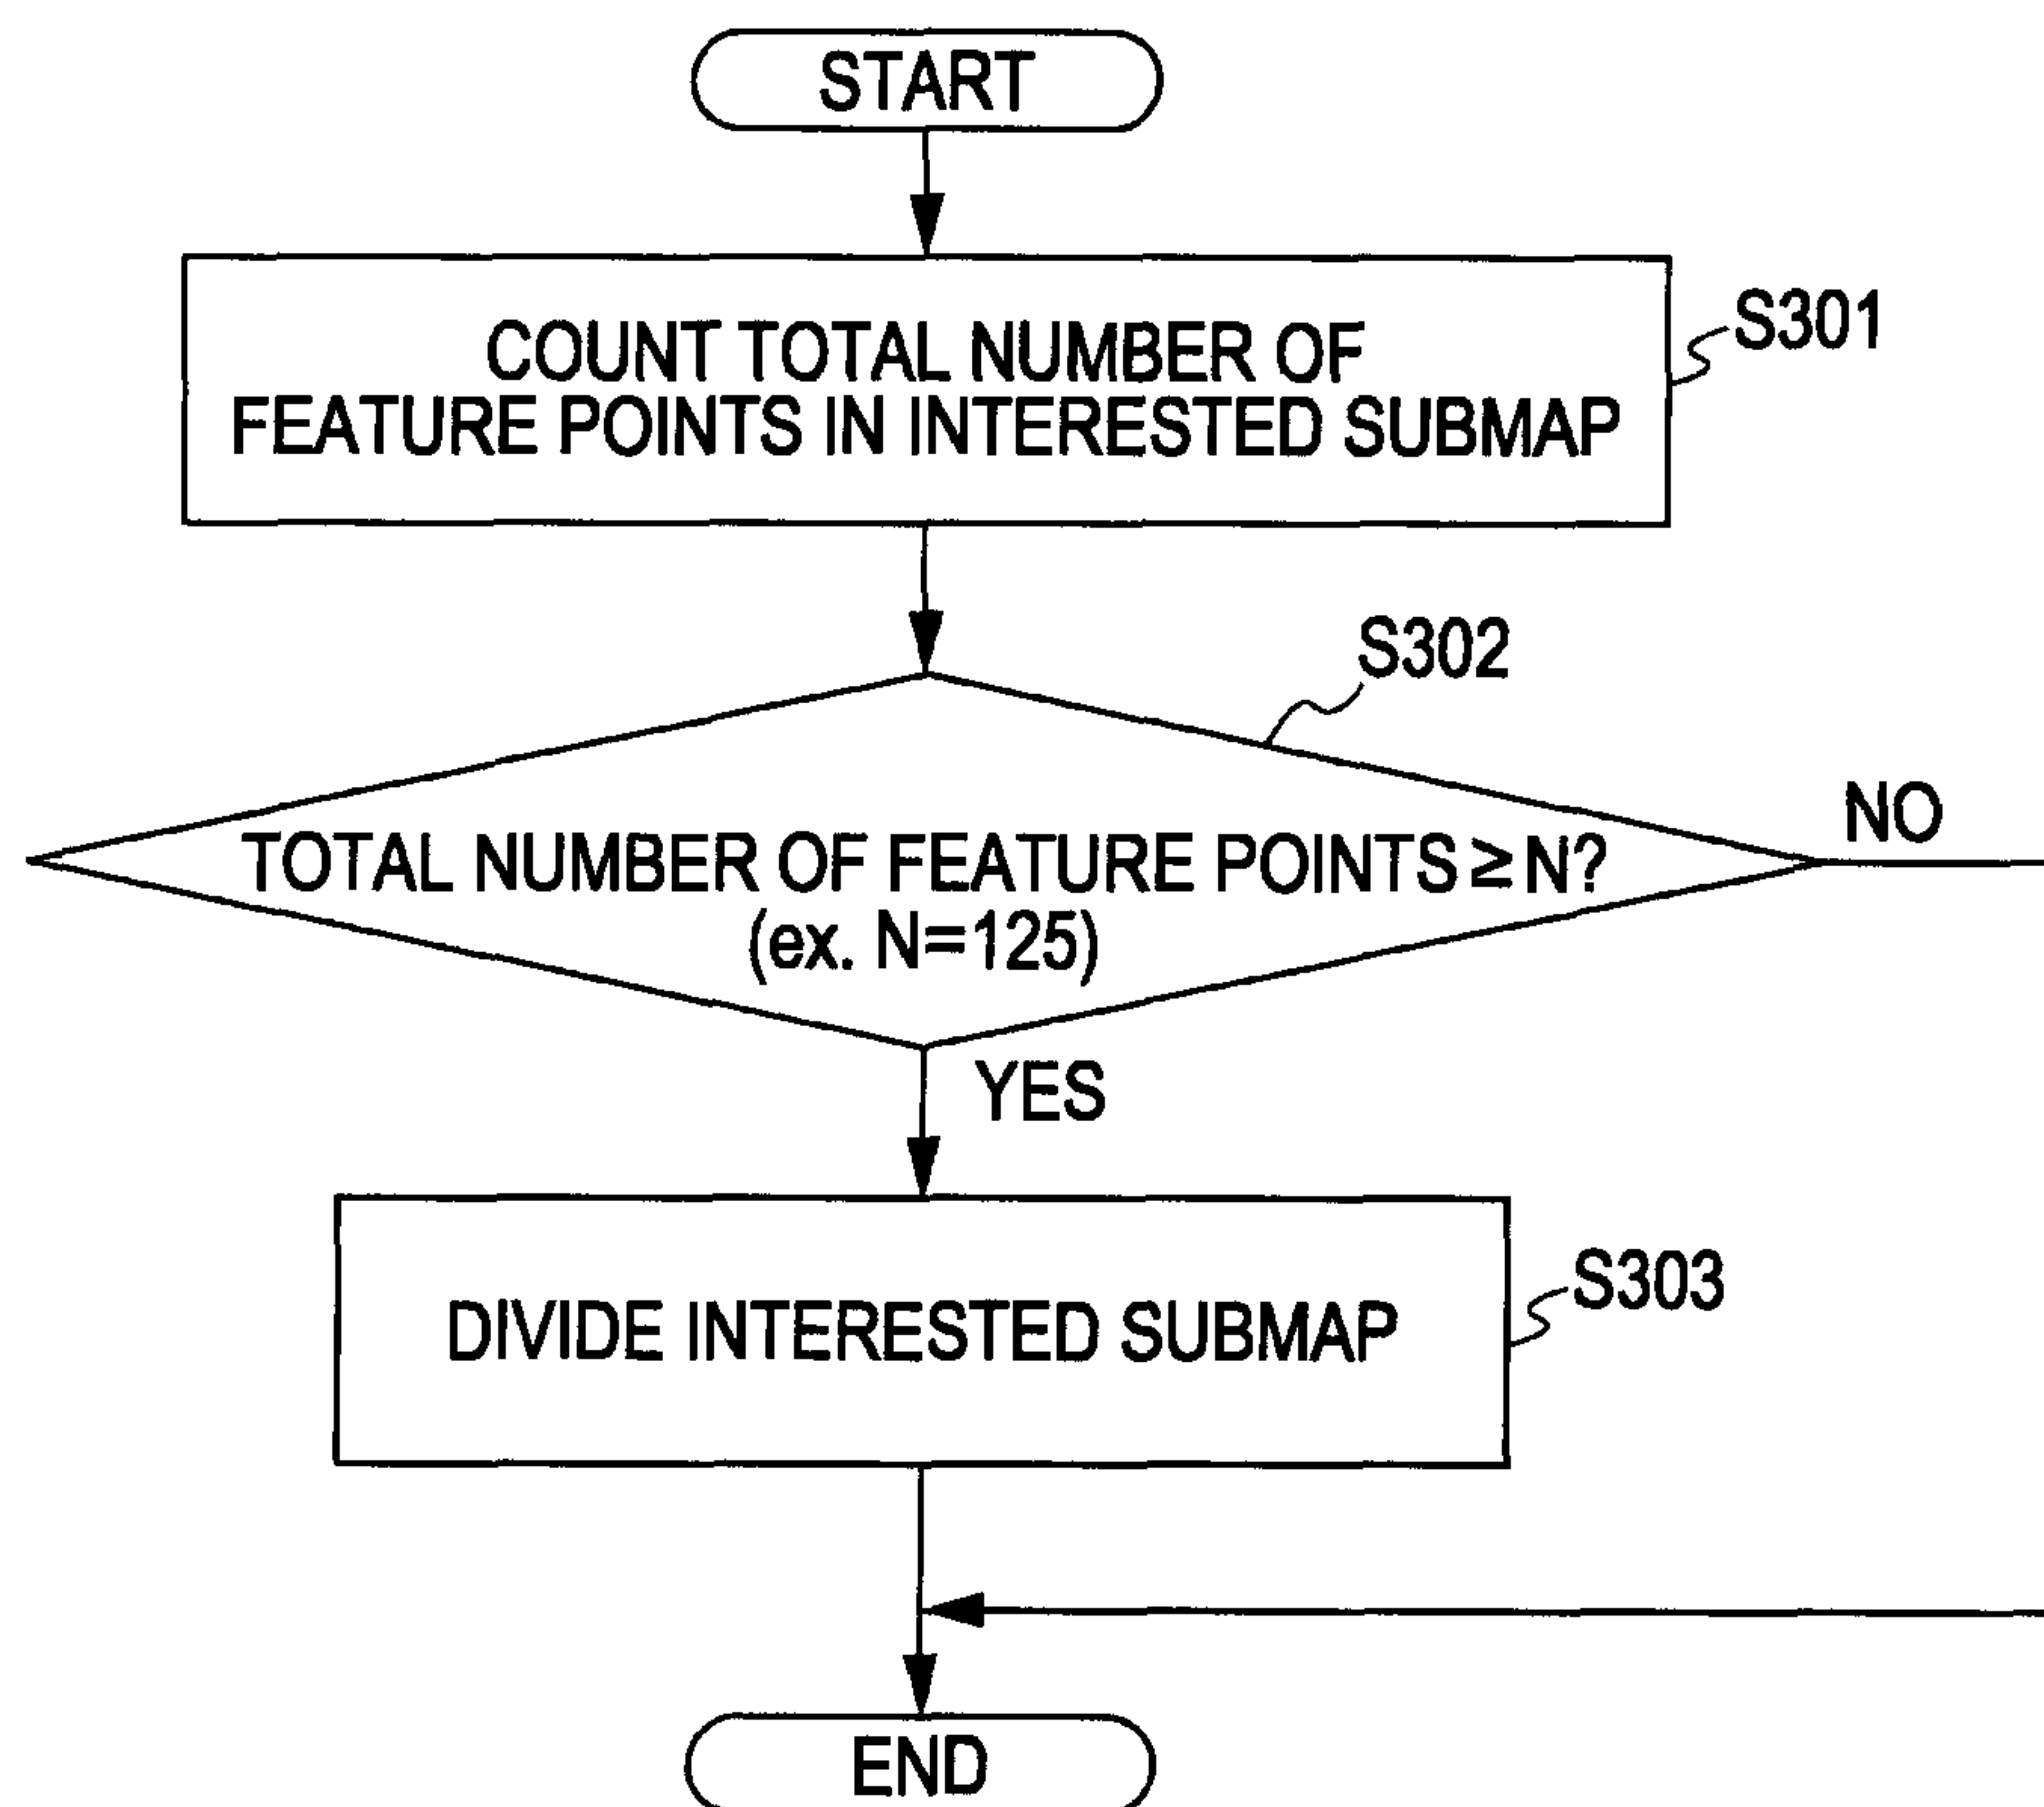 START
COUNT TOTAL NUMBER OF
FEATURE POINTS IN INTERESTED SUBMAP
S301
S302
TOTAL NUMBER OF FEATURE POINTS ≥ N?
(ex. N=125)
NO
YES
DIVIDE INTERESTED SUBMAP
S303
END